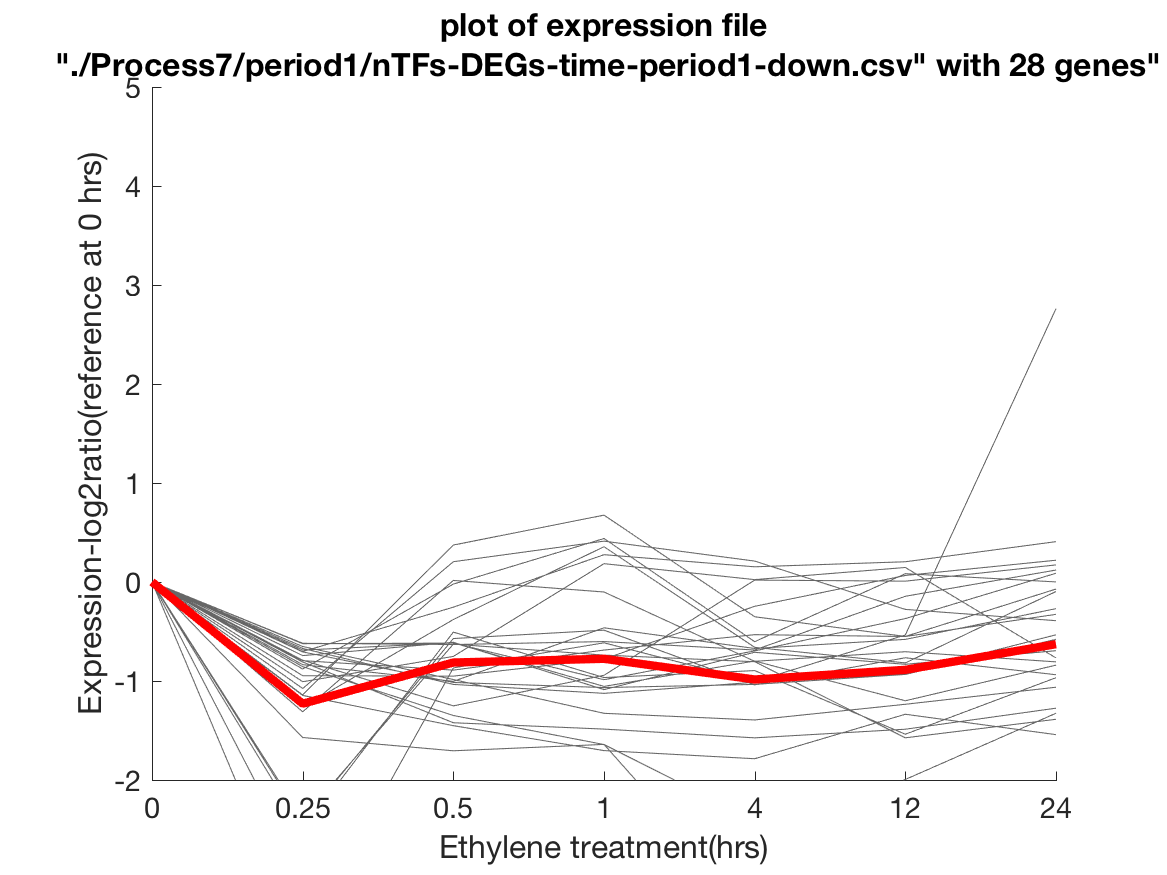 plot of expression file
"./Process7/period1/nTFs-DEGs-time-period1-down.csv" with 28 genes"
Expression-log2ratio(reference at 0 hrs)
5
4
3
2
1
0
-1
-2
0 0.25 0.5 1 4 12 24
Ethylene treatment(hrs)